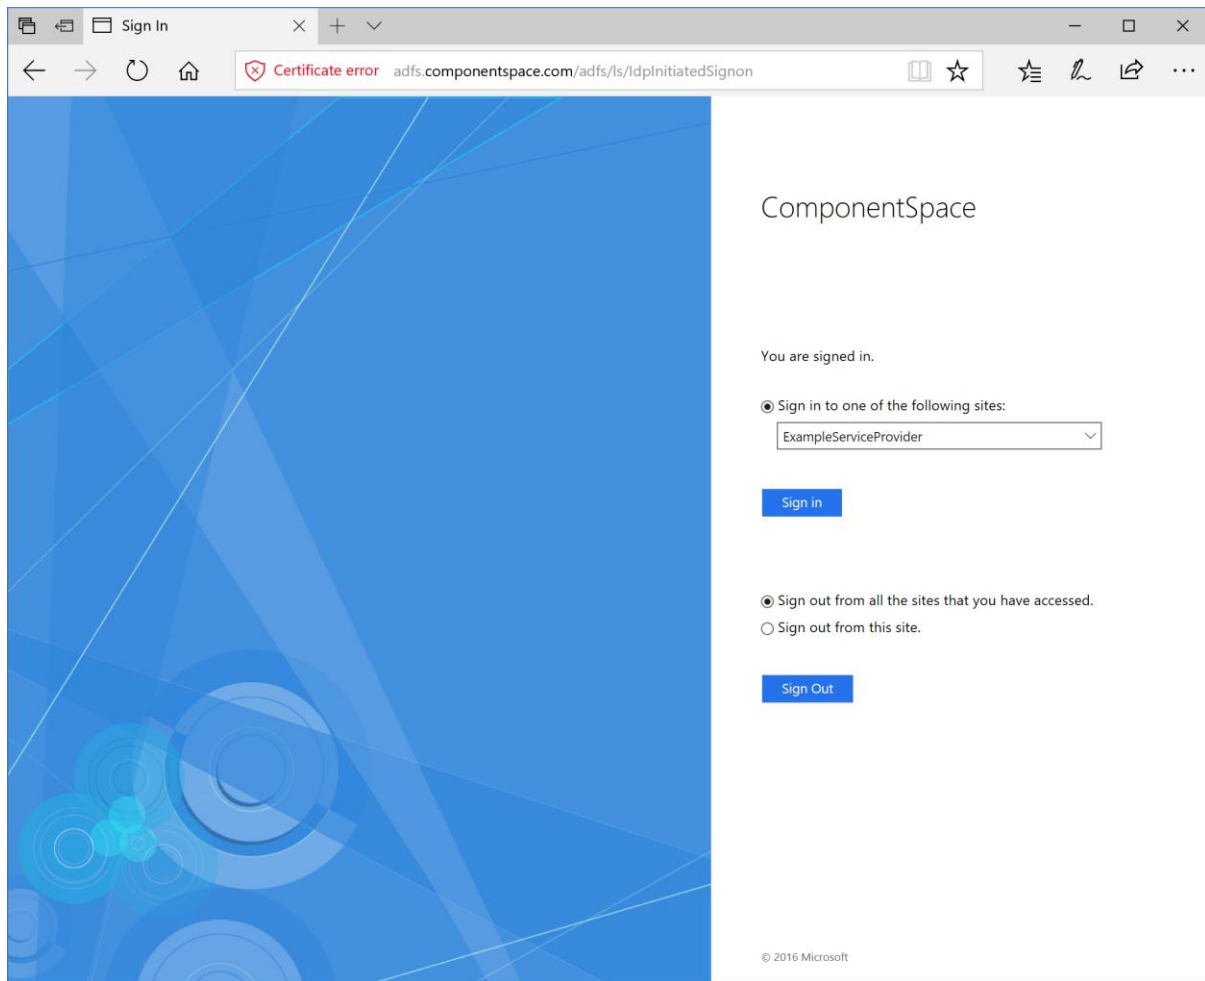 Sign In
Certificate error adfs.componentspace.com/adfs/ls/IdpInitiatedSignon
ComponentSpace
You are signed in.
Sign in to one of the following sites:
ExampleServiceProvider
Sign in
Sign out from all the sites that you have accessed.
Sign out from this site.
Sign Out
© 2016 Microsoft